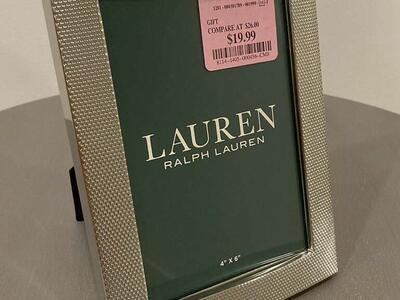 GIFT
COMPARE AT $26.00
$19.99
LAUREN
RALPH LAUREN
4" X 6"